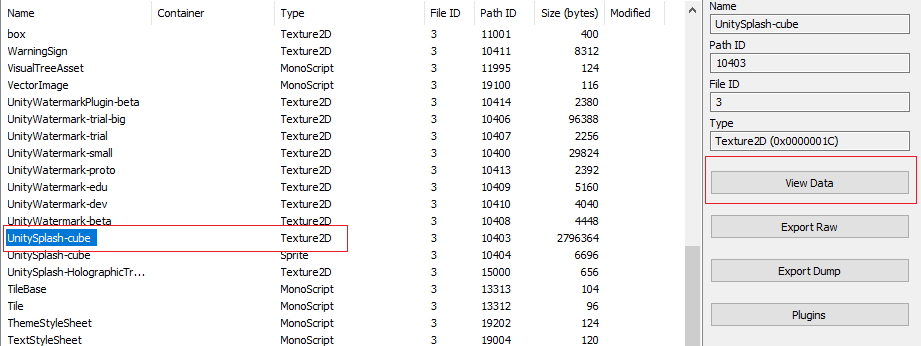 Name Container Type File ID Path ID Size (bytes) Modified
box Texture2D 3 11001 400
WarningSign Texture2D 3 10411 8312
VisualTreeAsset MonoScript 3 11995 124
VectorImage MonoScript 3 19100 116
UnityWatermarkPlugin-beta Texture2D 3 10414 2380
UnityWatermark-trial-big Texture2D 3 10406 96388
UnityWatermark-trial Texture2D 3 10407 2256
UnityWatermark-small Texture2D 3 10400 29824
UnityWatermark-proto Texture2D 3 10413 2392
UnityWatermark-edu Texture2D 3 10409 5160
UnityWatermark-dev Texture2D 3 10410 4040
UnityWatermark-beta Texture2D 3 10408 4448
UnitySplash-cube Texture2D 3 10403 2796364
UnitySplash-cube Sprite 3 10404 6696
UnitySplash-HolographicTr... Texture2D 3 15000 656
TileBase MonoScript 3 13313 104
Tile MonoScript 3 13312 96
ThemeStyleSheet MonoScript 3 19202 124
TextStyleSheet MonoScript 3 19004 120
Name
UnitySplash-cube
Path ID
10403
File ID
3
Type
Texture2D (0x0000001C)
View Data
Export Raw
Export Dump
Plugins